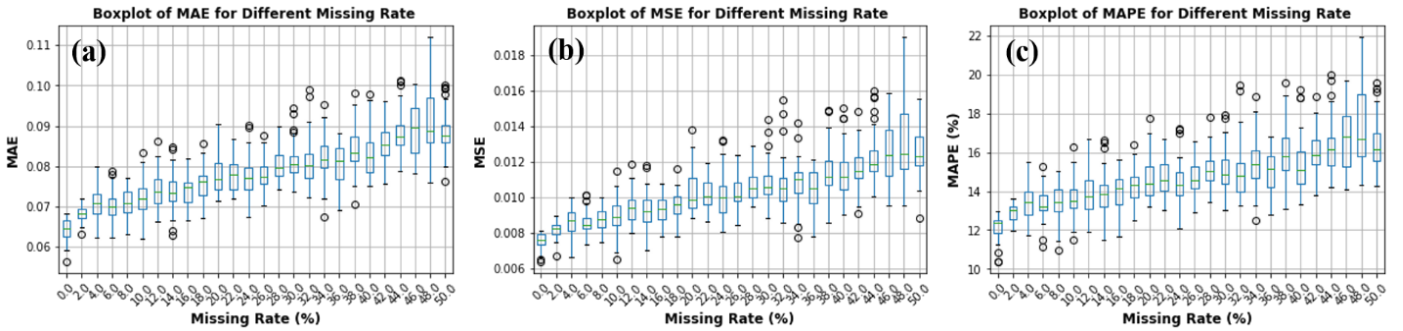 Boxplot of MAE for Different Missing Rate
(a)
MAE
0.11
0.10
0.09
0.08
0.07
0.06
0.0 2.0 4.0 6.0 8.0 10.0 12.0 14.0 16.0 18.0 20.0 22.0 24.0 26.0 28.0 30.0 32.0 34.0 36.0 38.0 40.0 42.0 44.0 46.0 48.0 50.0
Missing Rate (%)
Boxplot of MSE for Different Missing Rate
(b)
MSE
0.018
0.016
0.014
0.012
0.010
0.008
0.006
0.0 2.0 4.0 6.0 8.0 10.0 12.0 14.0 16.0 18.0 20.0 22.0 24.0 26.0 28.0 30.0 32.0 34.0 36.0 38.0 40.0 42.0 44.0 46.0 48.0 50.0
Missing Rate (%)
Boxplot of MAPE for Different Missing Rate
(c)
MAPE (%)
22
20
18
16
14
12
10
0.0 2.0 4.0 6.0 8.0 10.0 12.0 14.0 16.0 18.0 20.0 22.0 24.0 26.0 28.0 30.0 32.0 34.0 36.0 38.0 40.0 42.0 44.0 46.0 48.0 50.0
Missing Rate (%)